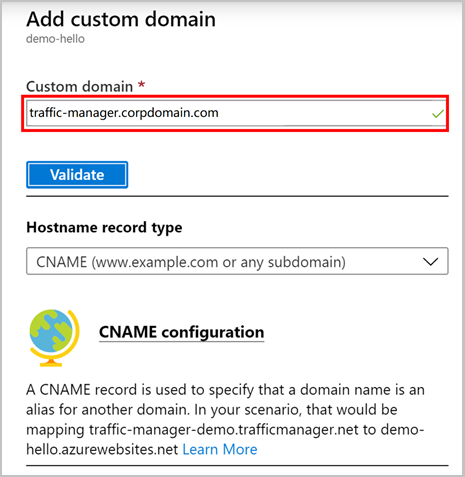 Add custom domain
demo-hello
Custom domain *
traffic-manager.corpdomain.com
Validate
Hostname record type
CNAME (www.example.com or any subdomain)
CNAME configuration
A CNAME record is used to specify that a domain name is an
alias for another domain. In your scenario, that would be
mapping traffic-manager-demo.trafficmanager.net to demo-
hello.azurewebsites.net Learn More